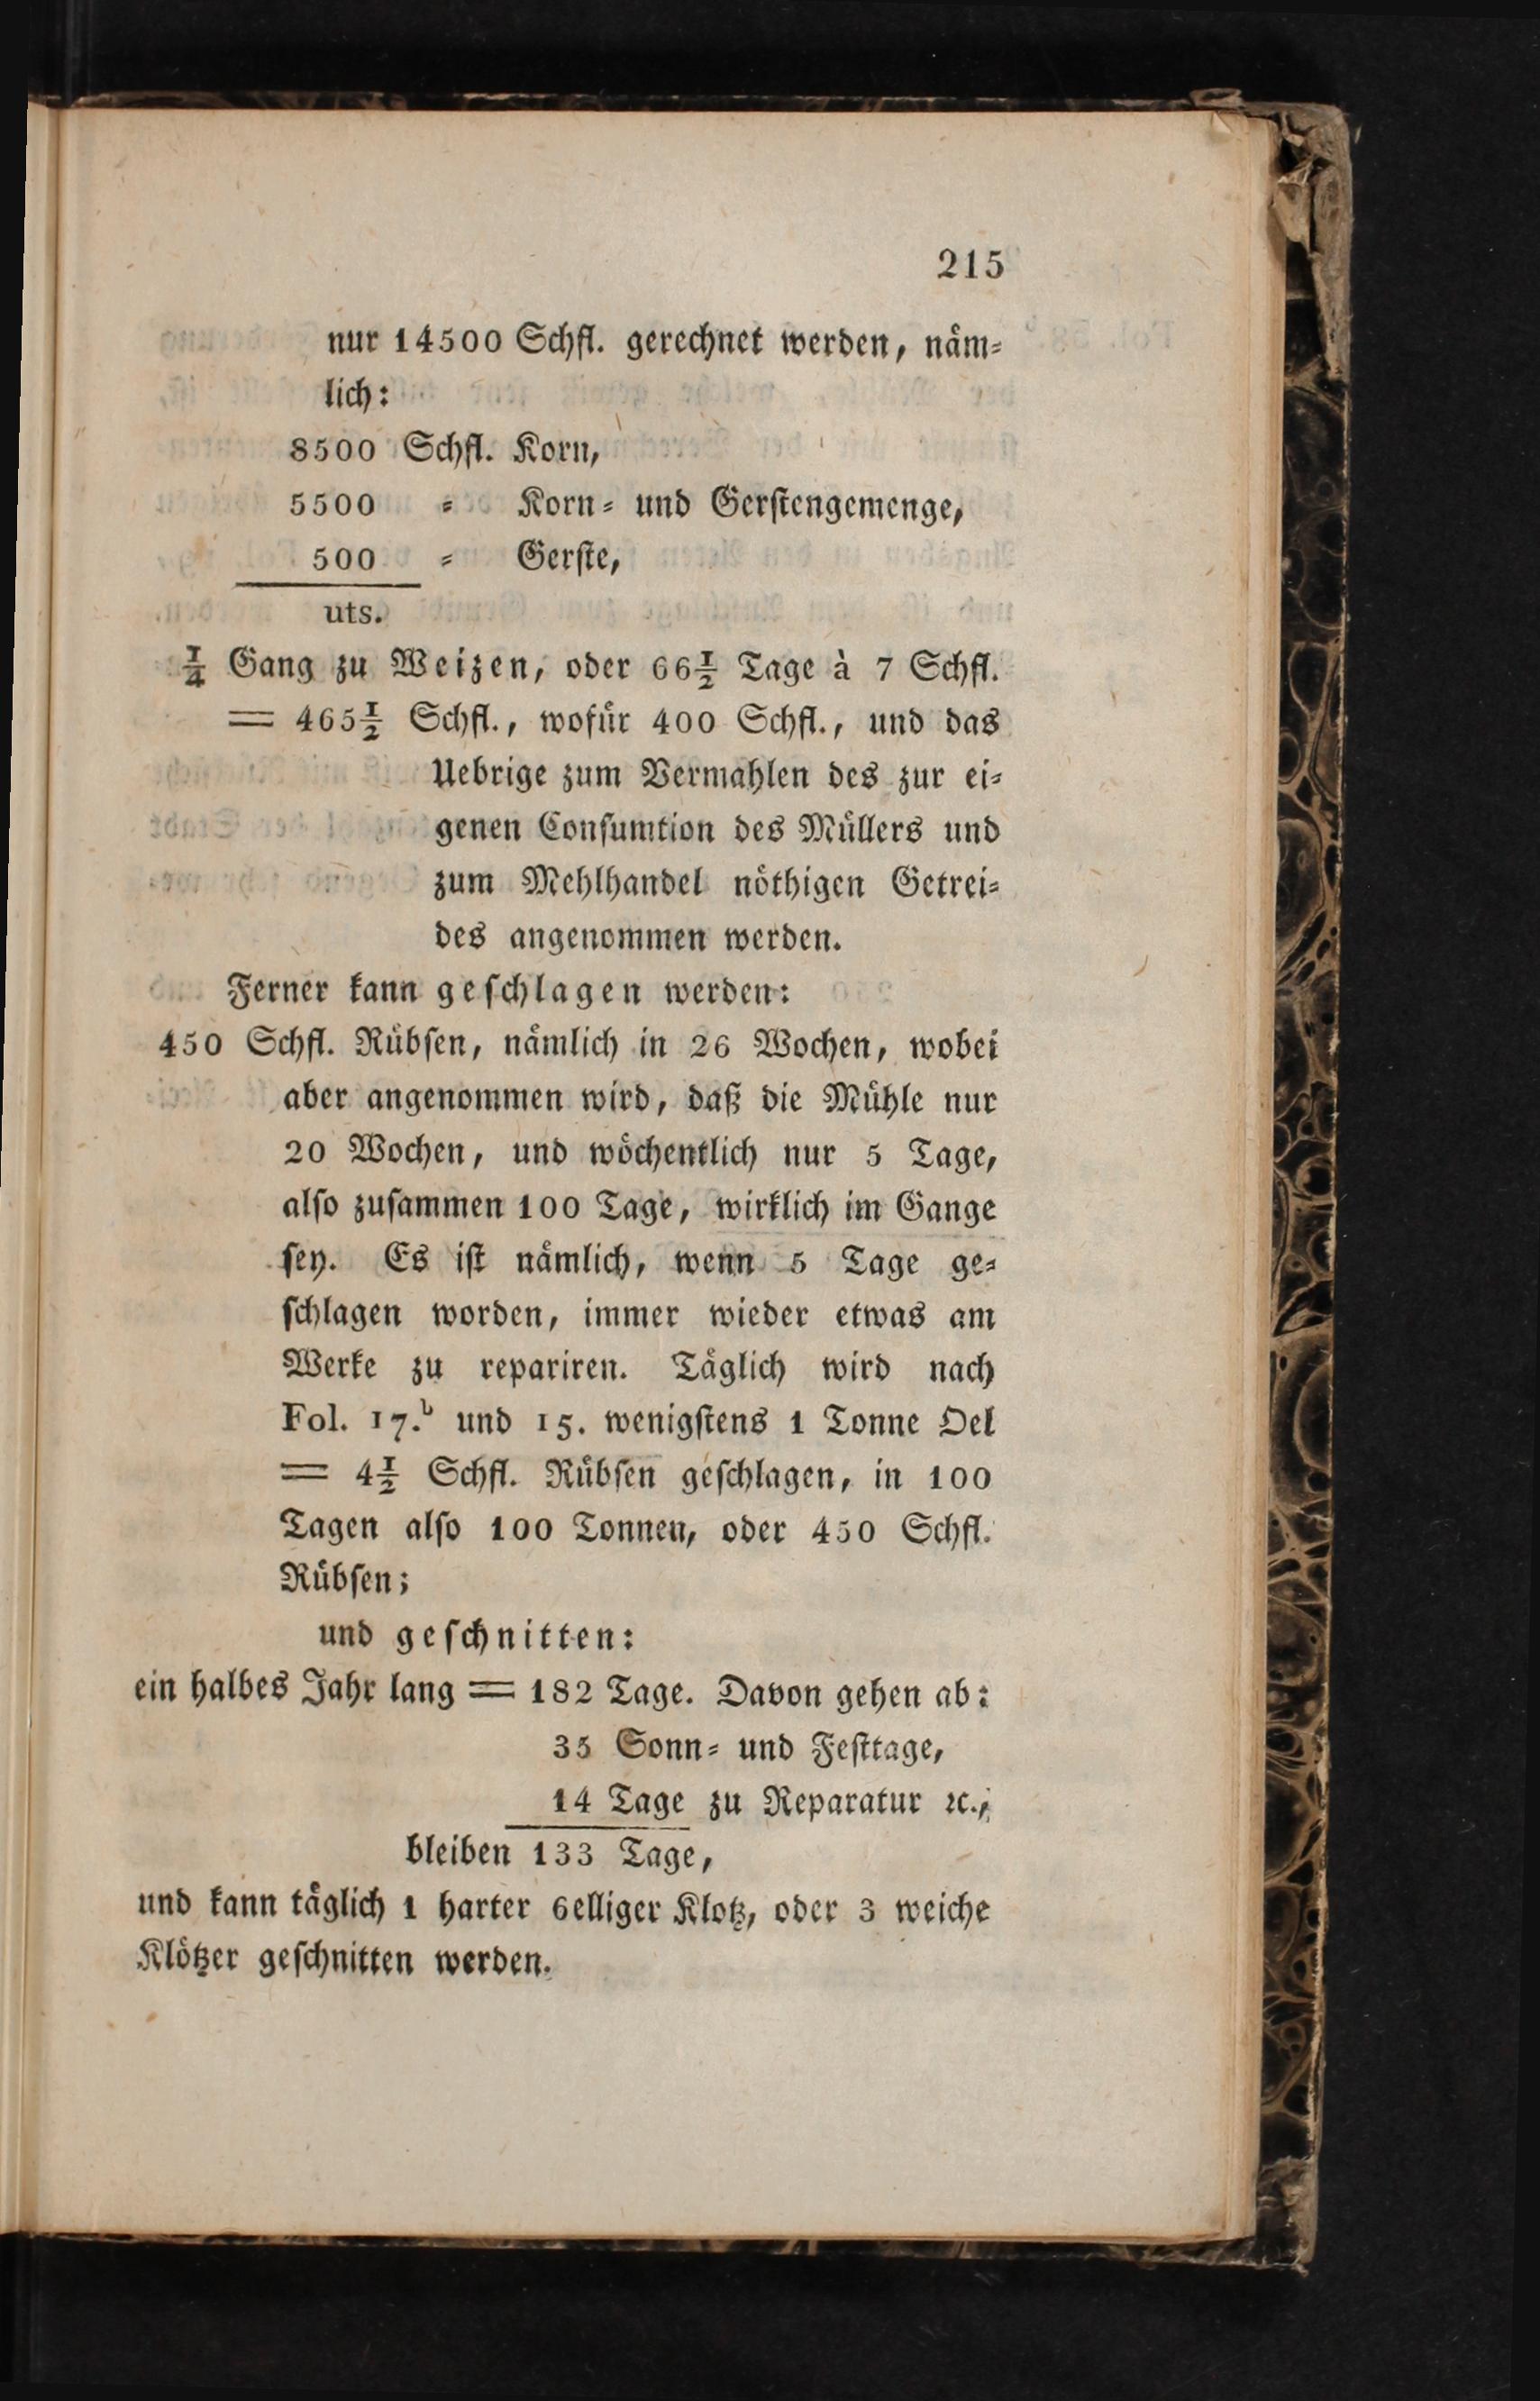 215
nur 14500 Schfl. gerechnet werden, näm⸗
lich:
8500 Schfl. Korn,
5500 ⸗ Korn⸗ und Gerſtengemenge,
500 ⸗ Gerſte,
uts.
¼ Gang zu Weizen, oder 66½ Tage à 7 Schfl.
= 465½ Schfl., wofür 400 Schfl., und das
Uebrige zum Vermahlen des zur ei⸗
genen Conſumtion des Müllers und
zum Mehlhandel nöthigen Getrei⸗
des angenommen werden.
Ferner kann geſchlagen werden:
450 Schfl. Rübſen, nämlich in 26 Wochen, wobei
aber angenommen wird, daß die Mühle nur
20 Wochen, und wöchentlich nur 5 Tage,
alſo zuſammen 100 Tage, wirklich im Gange
ſey. Es iſt nämlich, wenn 5 Tage ge⸗
ſchlagen worden, immer wieder etwas am
Werke zu repariren. Täglich wird nach
Fol. 17.ᵇ und 15. wenigſtens 1 Tonne Oel
= 4½ Schfl. Rübſen geſchlagen, in 100
Tagen alſo 100 Tonnen, oder 450 Schfl.
Rübſen;
und geſchnitten:
ein halbes Jahr lang = 182 Tage. Davon gehen ab:
35 Sonn⸗ und Feſttage,
14 Tage zu Reparatur ꝛc.,
bleiben 133 Tage,
und kann täglich 1 harter 6elliger Klotz, oder 3 weiche
Klötzer geſchnitten werden.